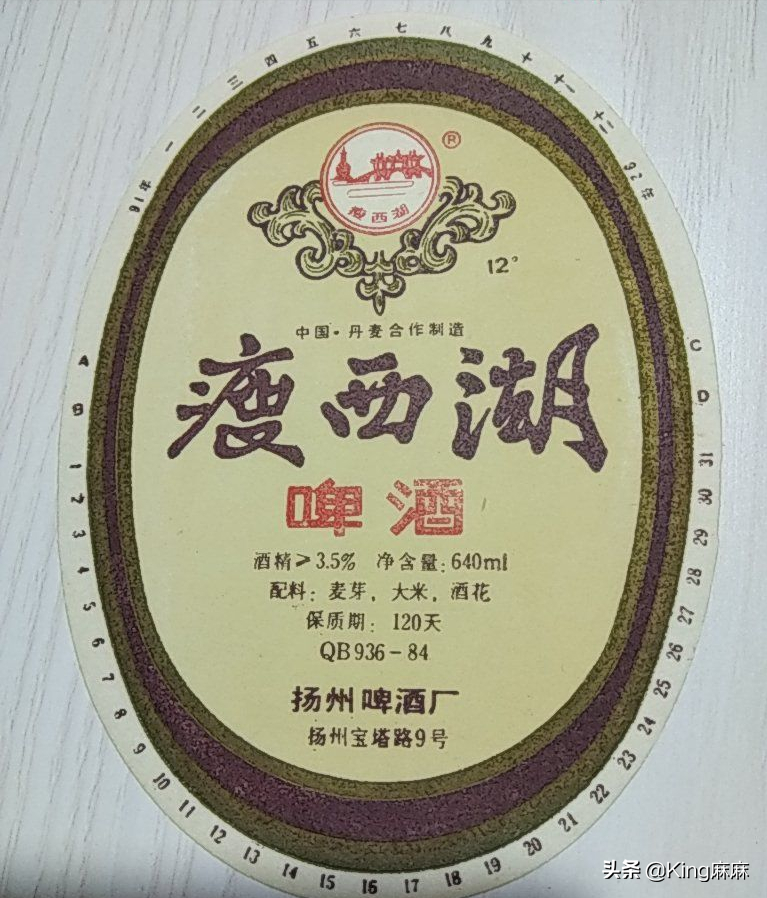 91年 一 二 三 四 五 六 七 八 九 十 十一 十二 92年
瘦西湖
®
12°
中国·丹麦合作制造
瘦西湖
啤酒
酒精≥3.5% 净含量:640ml
配料:麦芽,大米,酒花
保质期:120天
QB936-84
扬州啤酒厂
扬州宝塔路9号
A B 1 2 3 4 5 6 7 8 9 10 11 12 13 14 15 16 17 18 19 20 21 22 23 24 25 26 27 28 29 30 31 D C
头条 @King麻麻